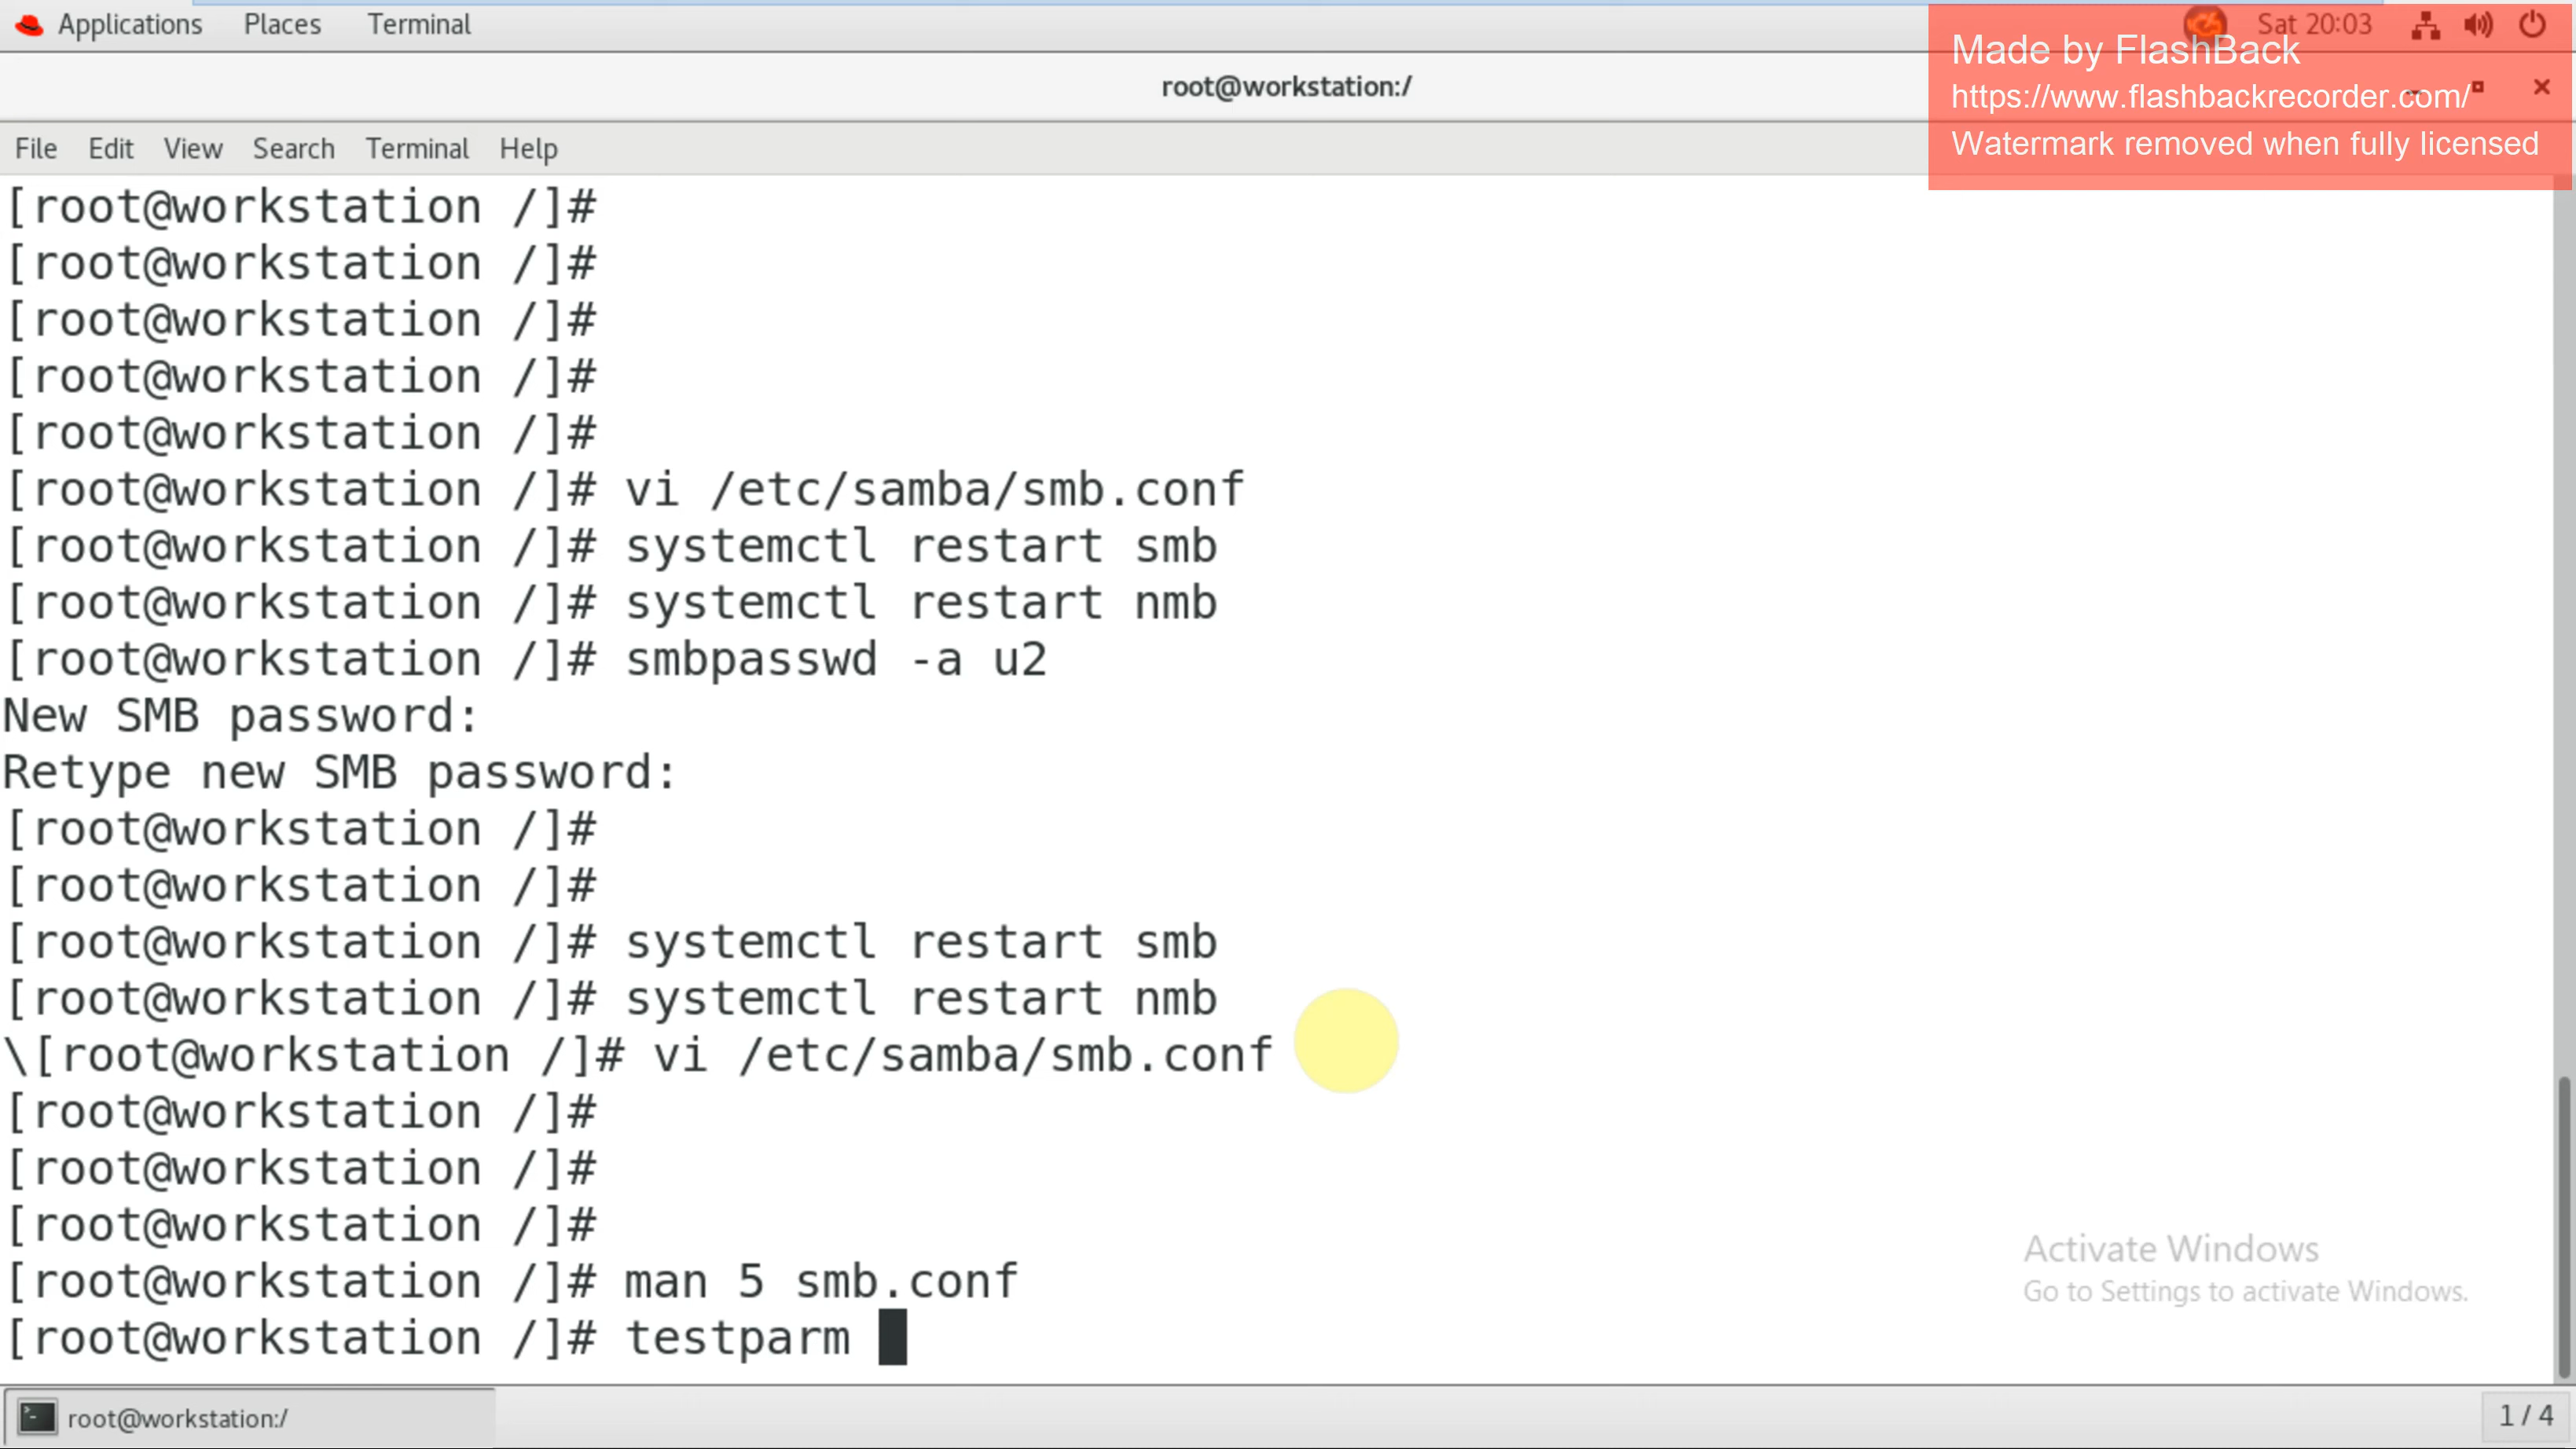 Applications Places Terminal Sat 20:03
Made by FlashBack
root@workstation:/
https://www.flashbackrecorder.com/
File Edit View Search Terminal Help
Watermark removed when fully licensed
[root@workstation /]#
[root@workstation /]#
[root@workstation /]#
[root@workstation /]#
[root@workstation /]#
[root@workstation /]# vi /etc/samba/smb.conf
[root@workstation /]# systemctl restart smb
[root@workstation /]# systemctl restart nmb
[root@workstation /]# smbpasswd -a u2
New SMB password:
Retype new SMB password:
[root@workstation /]#
[root@workstation /]#
[root@workstation /]# systemctl restart smb
[root@workstation /]# systemctl restart nmb
\[root@workstation /]# vi /etc/samba/smb.conf
[root@workstation /]#
[root@workstation /]#
[root@workstation /]#
[root@workstation /]# man 5 smb.conf
[root@workstation /]# testparm
Activate Windows
Go to Settings to activate Windows.
root@workstation:/
1 / 4